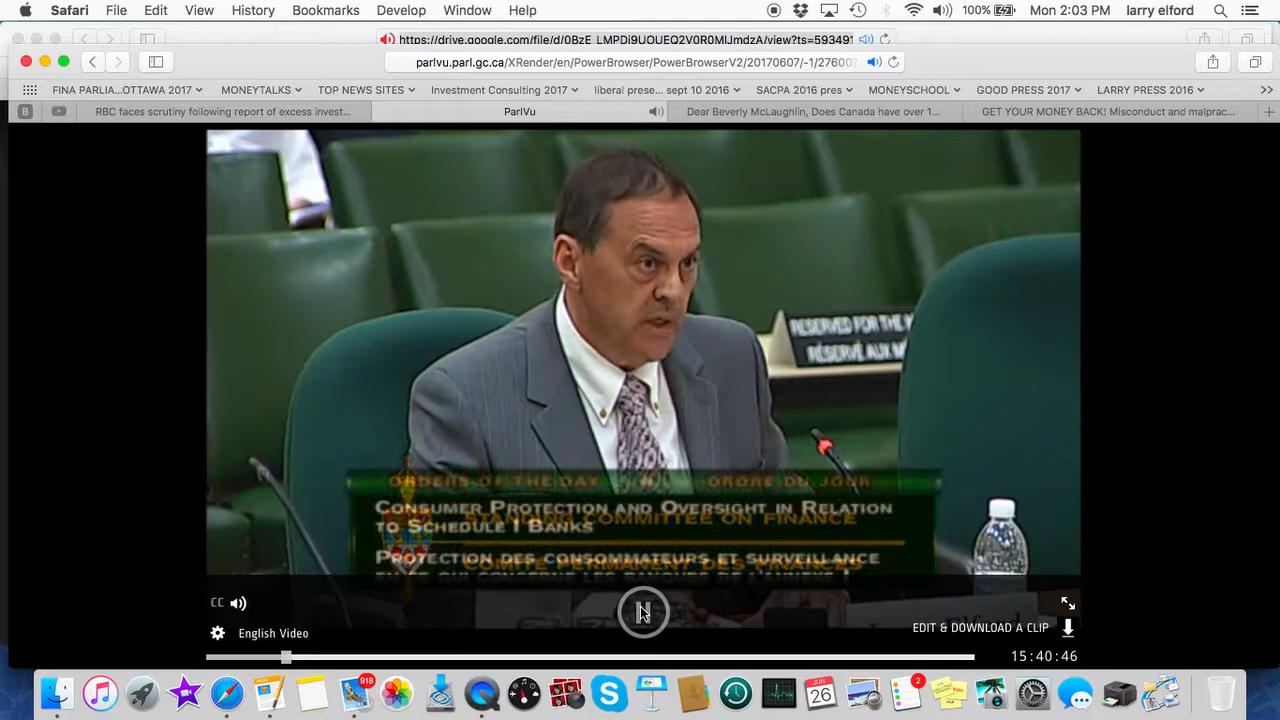 Safari File Edit View History Bookmarks Develop Window Help 100% Mon 2:03 PM larry elford
https://drive.google.com/file/d/0BzE_LMPDi9UOUEQ2V0R0MlJmdzA/view?ts=593491
parlvu.parl.gc.ca/XRender/en/PowerBrowser/PowerBrowserV2/20170607/-1/27600?
FINA PARLIA...OTTAWA 2017 MONEYTALKS TOP NEWS SITES Investment Consulting 2017 liberal prese... sept 10 2016 SACPA 2016 pres MONEYSCHOOL GOOD PRESS 2017 LARRY PRESS 2016 >>
B RBC faces scrutiny following report of excess invest... ParlVu Dear Beverly McLaughlin, Does Canada have over 1... GET YOUR MONEY BACK! Misconduct and malprac...
RESERVED FOR THE
RÉSERVÉ AUX
ORDERS OF THE DAY ORDRE DU JOUR
CONSUMER PROTECTION AND OVERSIGHT IN RELATION
TO SCHEDULE I BANKS
STANDING COMMITTEE ON FINANCE
PROTECTION DES CONSOMMATEURS ET SURVEILLANCE
COMITÉ PERMANENT DES FINANCES
CC
English Video
EDIT & DOWNLOAD A CLIP
15:40:46
918
JUN
26
2